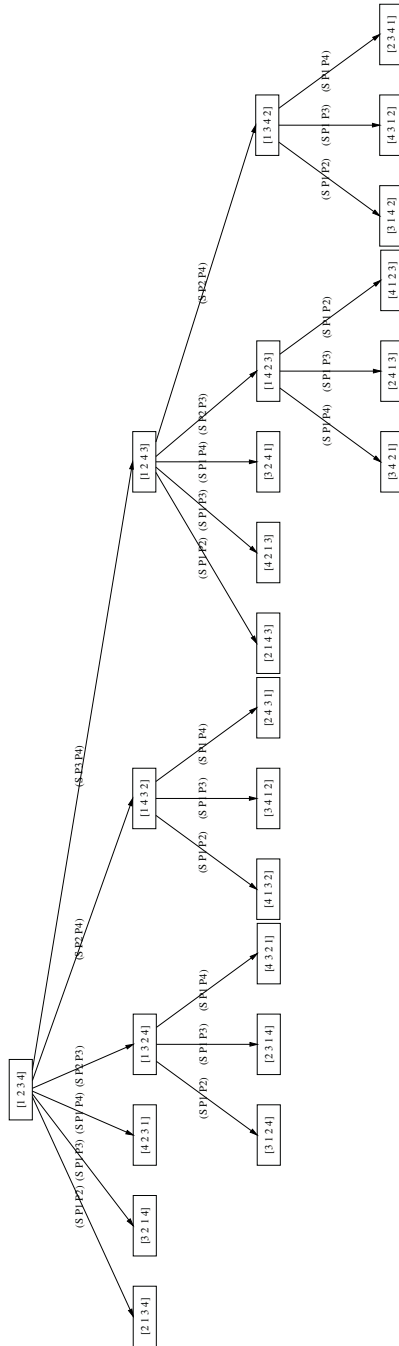 [1 2 3 4]
(S P1 P2) (S P1 P3) (S P1 P4) (S P2 P3) (S P2 P4) (S P3 P4)
[2 1 3 4] [3 2 1 4] [4 2 3 1] [1 3 2 4] [1 4 3 2] [1 2 4 3]
(S P1 P2) (S P1 P3) (S P1 P4) (S P1 P2) (S P1 P3) (S P1 P4) (S P1 P2) (S P1 P3) (S P1 P4) (S P2 P3) (S P2 P4)
[3 1 2 4] [2 3 1 4] [4 3 2 1] [4 1 3 2] [3 4 1 2] [2 4 3 1] [2 1 4 3] [4 2 1 3] [3 2 4 1] [1 4 2 3] [1 3 4 2]
(S P1 P4) (S P1 P3) (S P1 P2) (S P1 P2) (S P1 P3) (S P1 P4)
[3 4 2 1] [2 4 1 3] [4 1 2 3] [3 1 4 2] [4 3 1 2] [2 3 4 1]